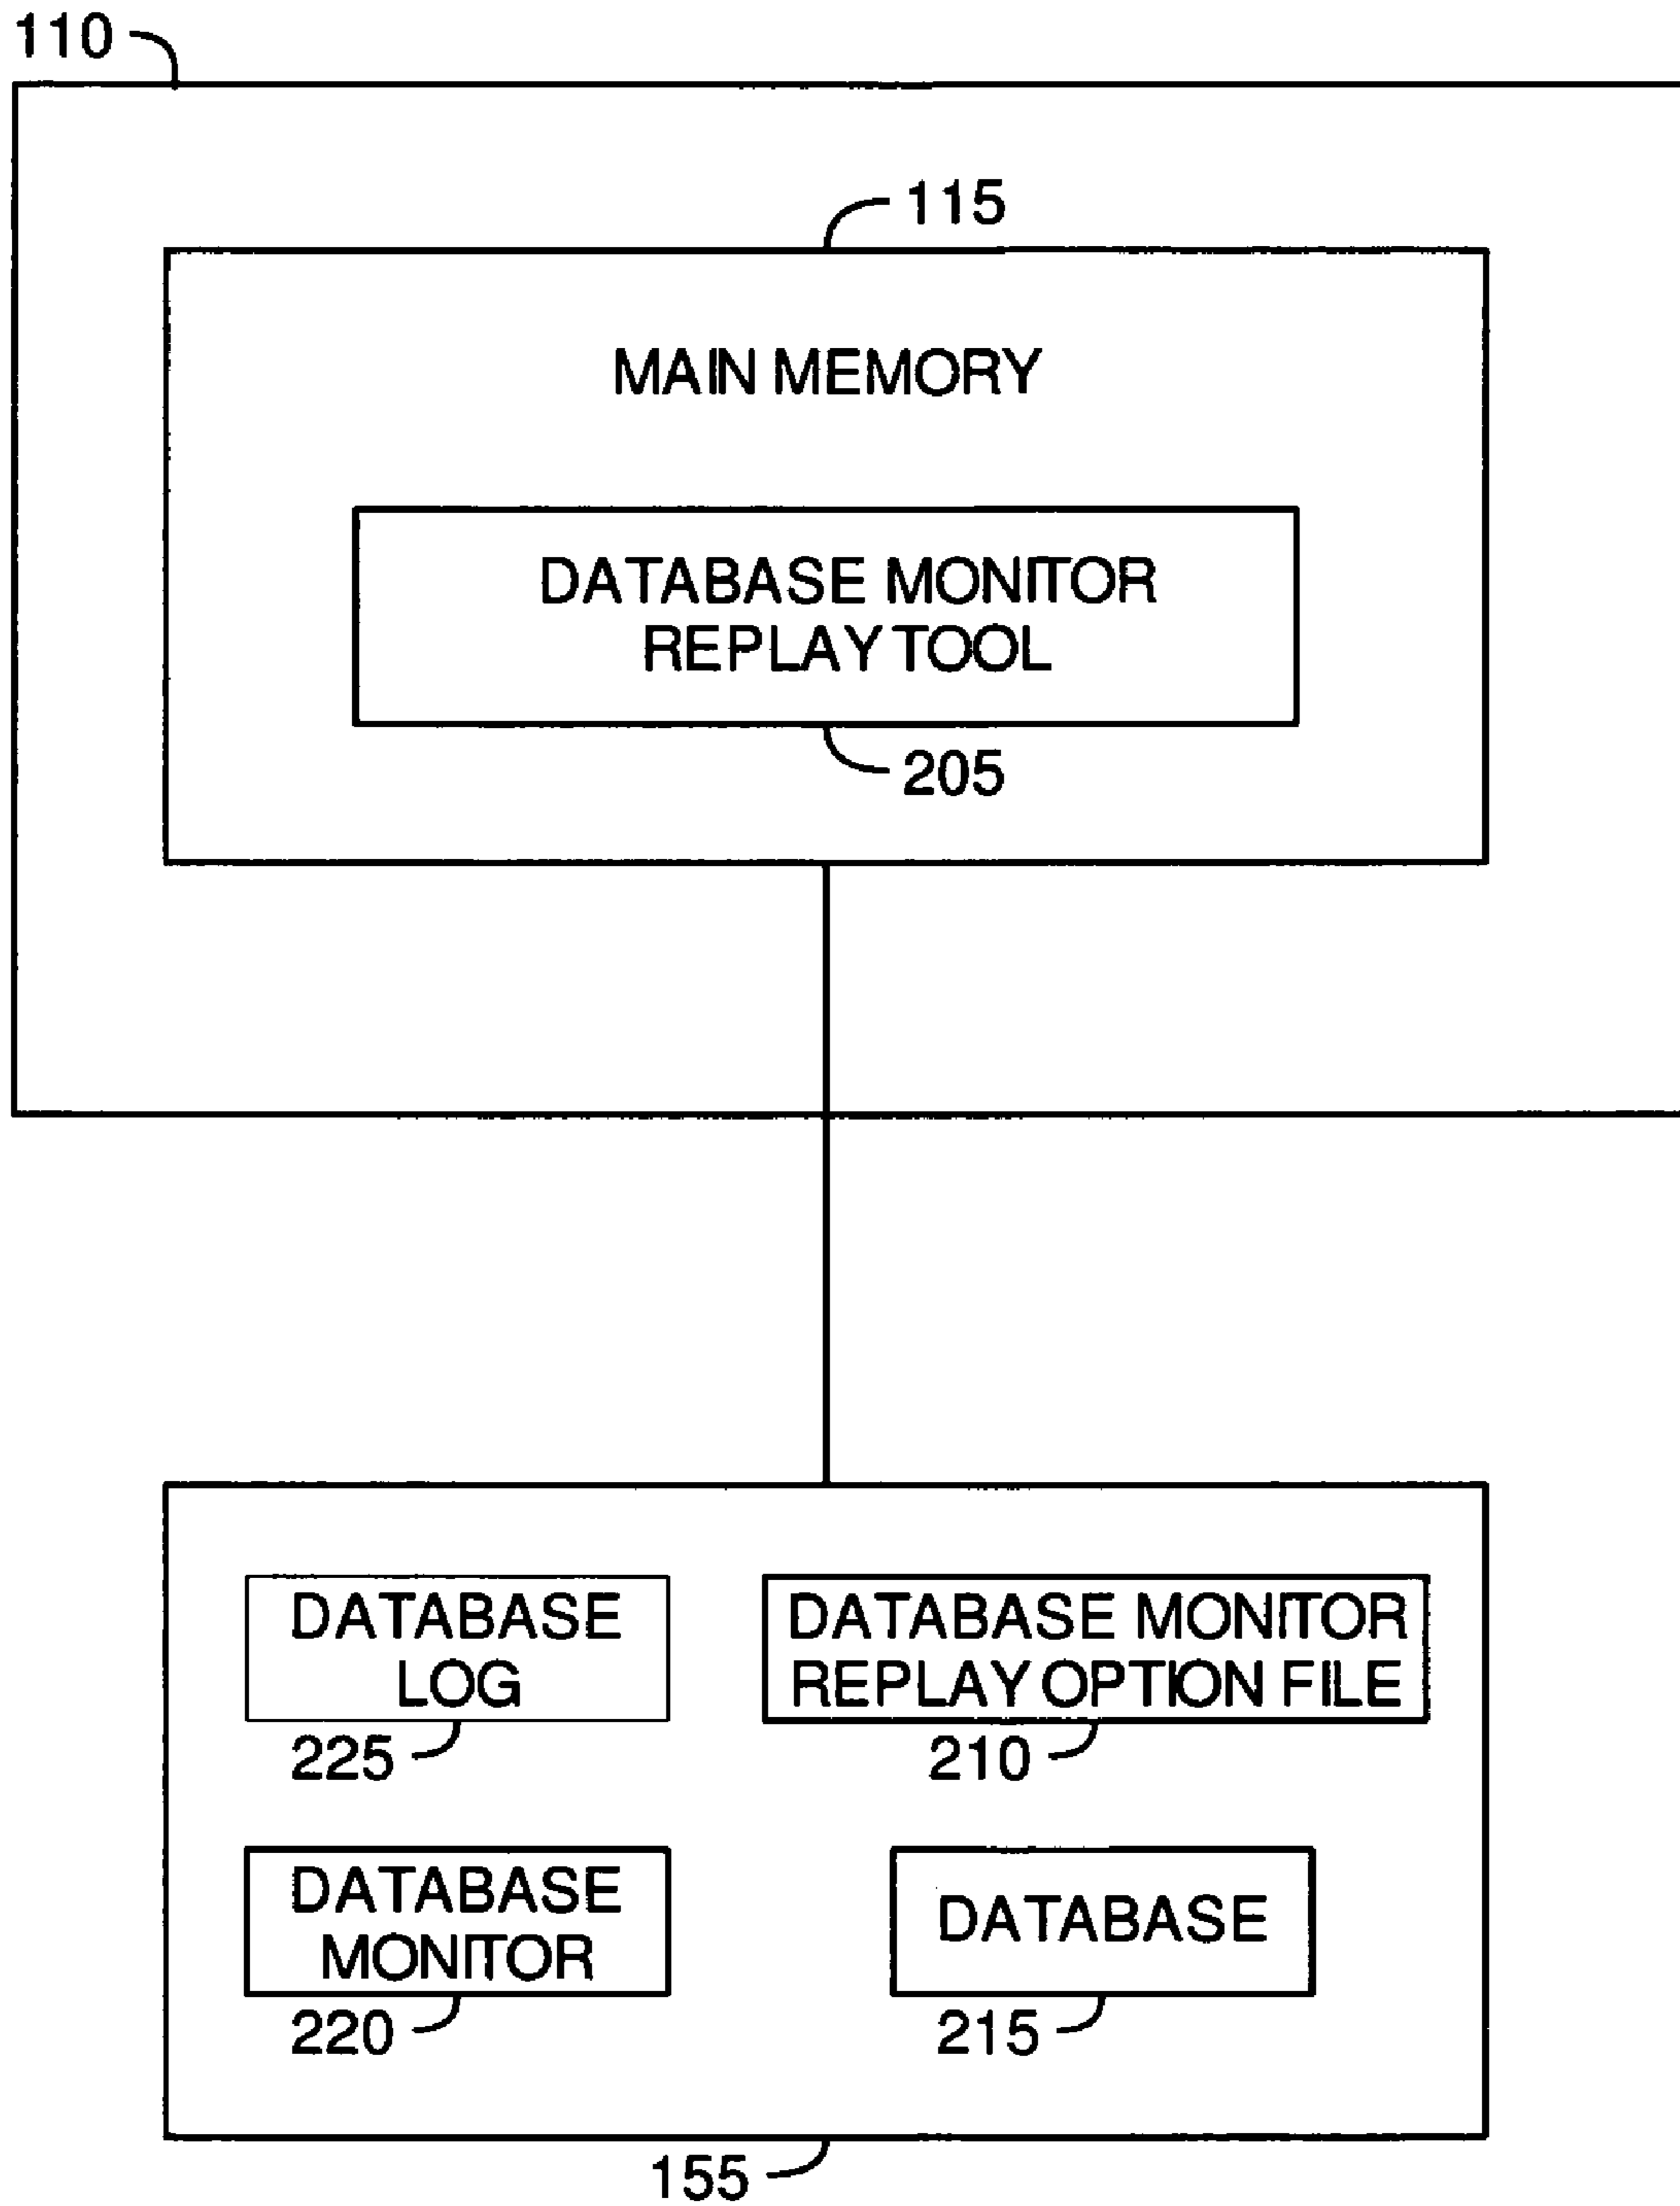 110
115
MAIN MEMORY
DATABASE MONITOR
REPLAY TOOL
205
DATABASE
LOG
225
DATABASE MONITOR
REPLAY OPTION FILE
210
DATABASE
MONITOR
220
DATABASE
215
155